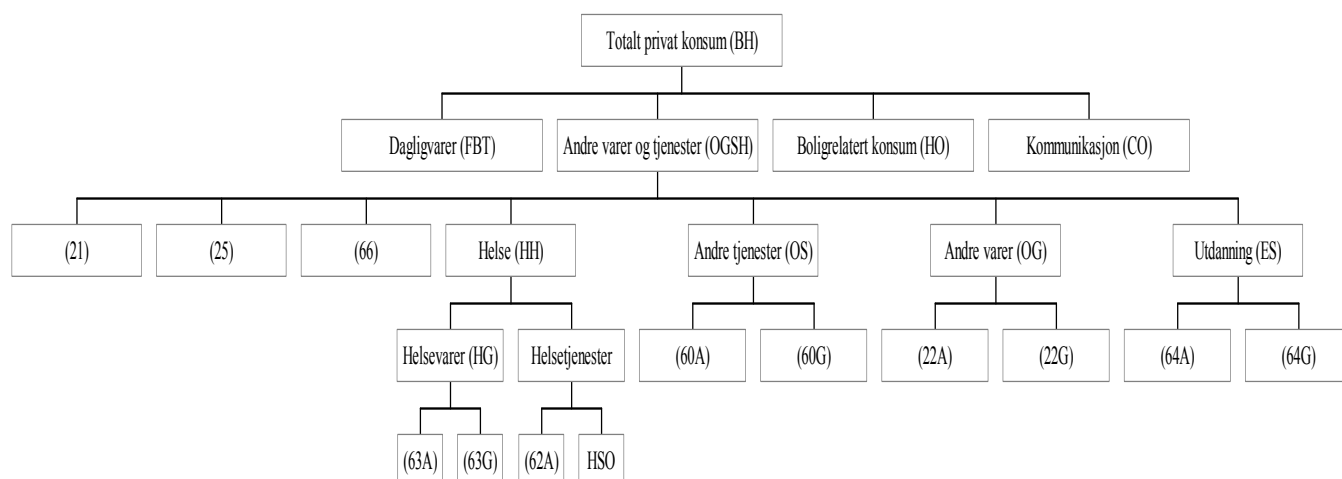 Totalt privat konsum (BH)
Dagligvarer (FBT)
Andre varer og tjenester (OGSH)
Boligrelatert konsum (HO)
Kommunikasjon (CO)
(21)
(25)
(66)
Helse (HH)
Andre tjenester (OS)
Andre varer (OG)
Utdanning (ES)
Helsevarer (HG)
Helsetjenester
(60A)
(60G)
(22A)
(22G)
(64A)
(64G)
(63A)
(63G)
(62A)
HSO